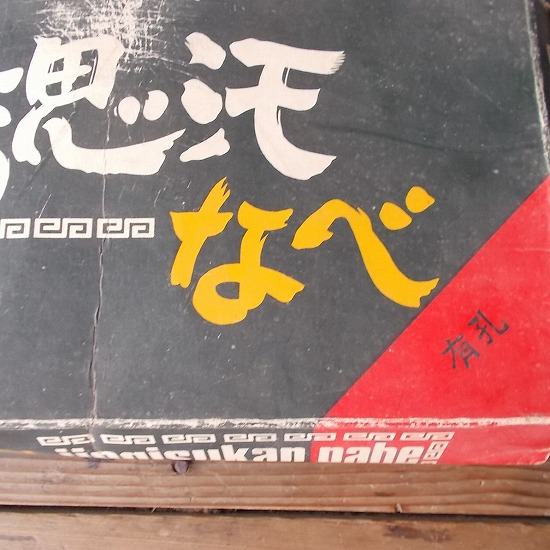 思汗
なべ
有孔
jingisukan nabe